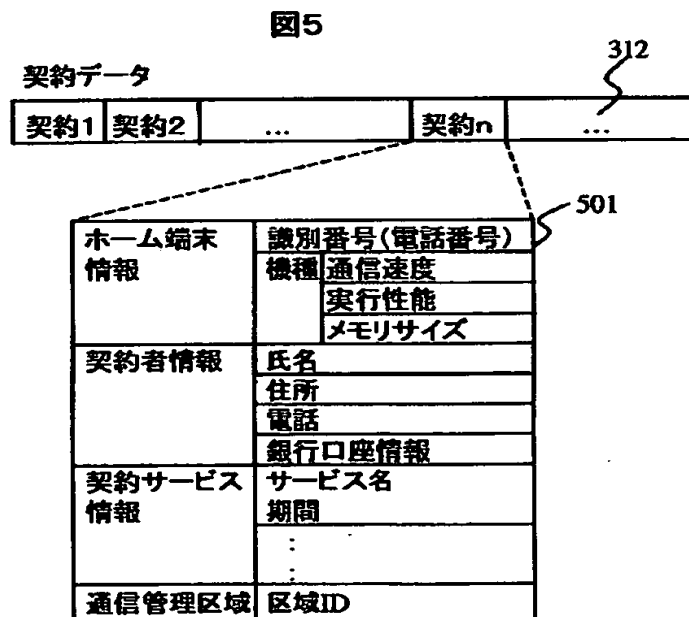 図5
312
契約データ
契約1 契約2 … 契約n …
501
ホーム端末 識別番号(電話番号)
情報 機種 通信速度
実行性能
メモリサイズ
契約者情報 氏名
住所
電話
銀行口座情報
契約サービス サービス名
情報 期間
:
:
通信管理区域 区域ID